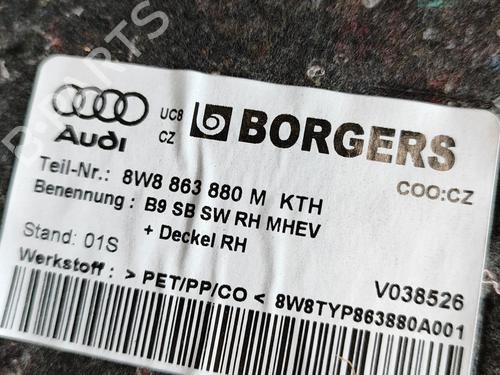 UC8
CZ
BORGERS
Audi
COO:CZ
Teil-Nr.: 8W8 863 880 M KTH
Benennung : B9 SB SW RH MHEV
+ Deckel RH
Stand: 01S
V038526
Werkstoff : > PET/PP/CO < 8W8TYP863880A001
B-PARTS